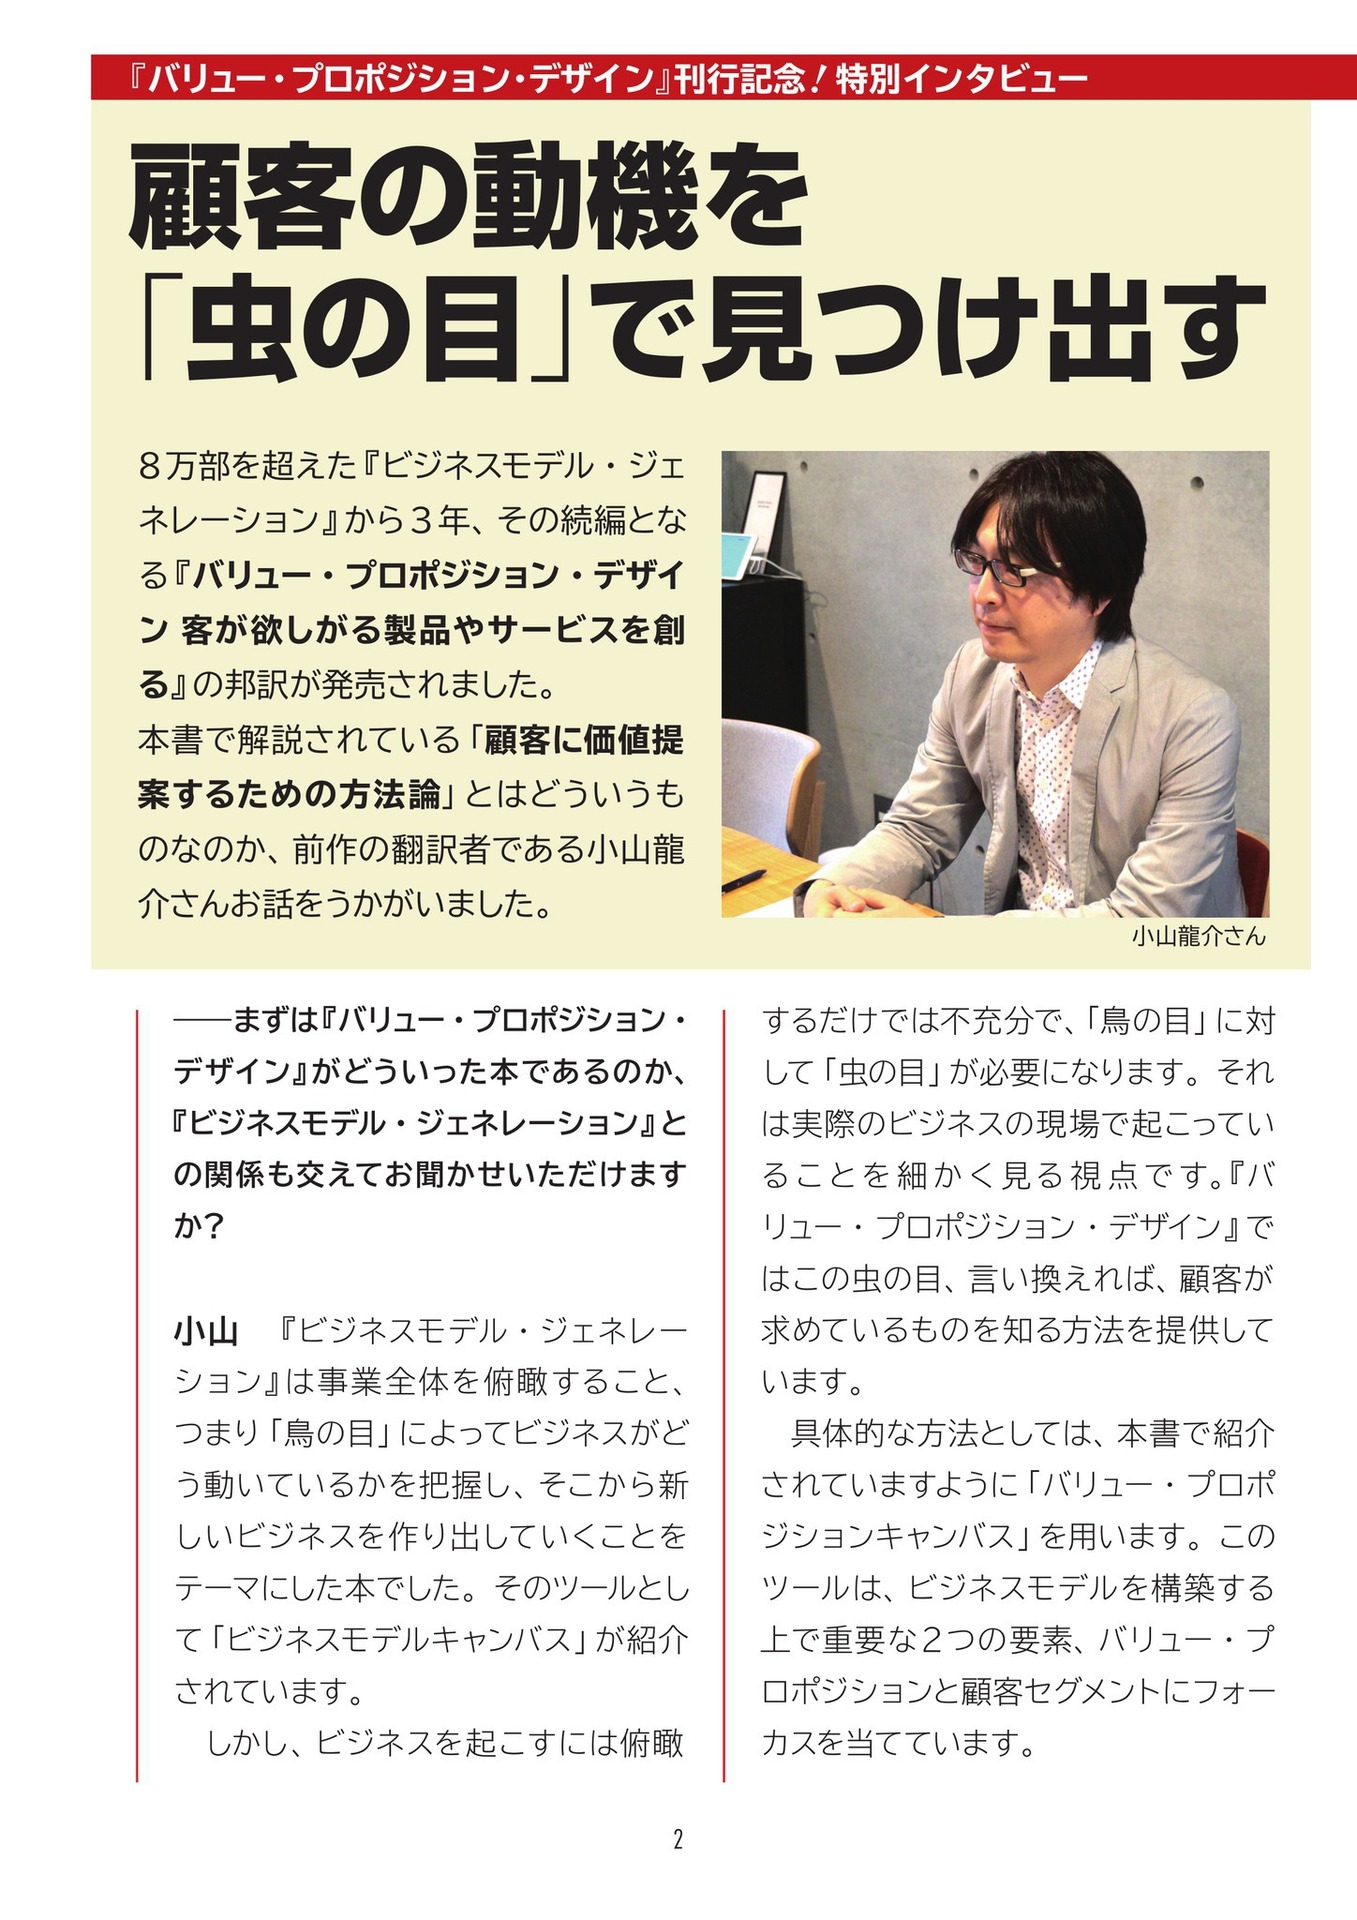 『バリュー・プロポジション・デザイン』刊行記念！特別インタビュー
顧客の動機を
「虫の目」で見つけ出す
８万部を超えた『ビジネスモデル・ジェ
ネレーション』から３年、その続編とな
る『バリュー・プロポジション・デザイ
ン 客が欲しがる製品やサービスを創
る』の邦訳が発売されました。
本書で解説されている「顧客に価値提
案するための方法論」とはどういうも
のなのか、前作の翻訳者である小山龍
介さんお話をうかがいました。
小山龍介さん
――まずは『バリュー・プロポジション・
デザイン』がどういった本であるのか、
『ビジネスモデル・ジェネレーション』と
の関係も交えてお聞かせいただけます
か？
小山　『ビジネスモデル・ジェネレー
ション』は事業全体を俯瞰すること、
つまり「鳥の目」によってビジネスがど
う動いているかを把握し、そこから新
しいビジネスを作り出していくことを
テーマにした本でした。そのツールとし
て「ビジネスモデルキャンバス」が紹介
されています。
　しかし、ビジネスを起こすには俯瞰
するだけでは不充分で、「鳥の目」に対
して「虫の目」が必要になります。それ
は実際のビジネスの現場で起こってい
ることを細かく見る視点です。『バ
リュー・プロポジション・デザイン』で
はこの虫の目、言い換えれば、顧客が
求めているものを知る方法を提供して
います。
　具体的な方法としては、本書で紹介
されていますように「バリュー・プロポ
ジションキャンバス」を用います。この
ツールは、ビジネスモデルを構築する
上で重要な２つの要素、バリュー・プ
ロポジションと顧客セグメントにフォー
カスを当てています。
2